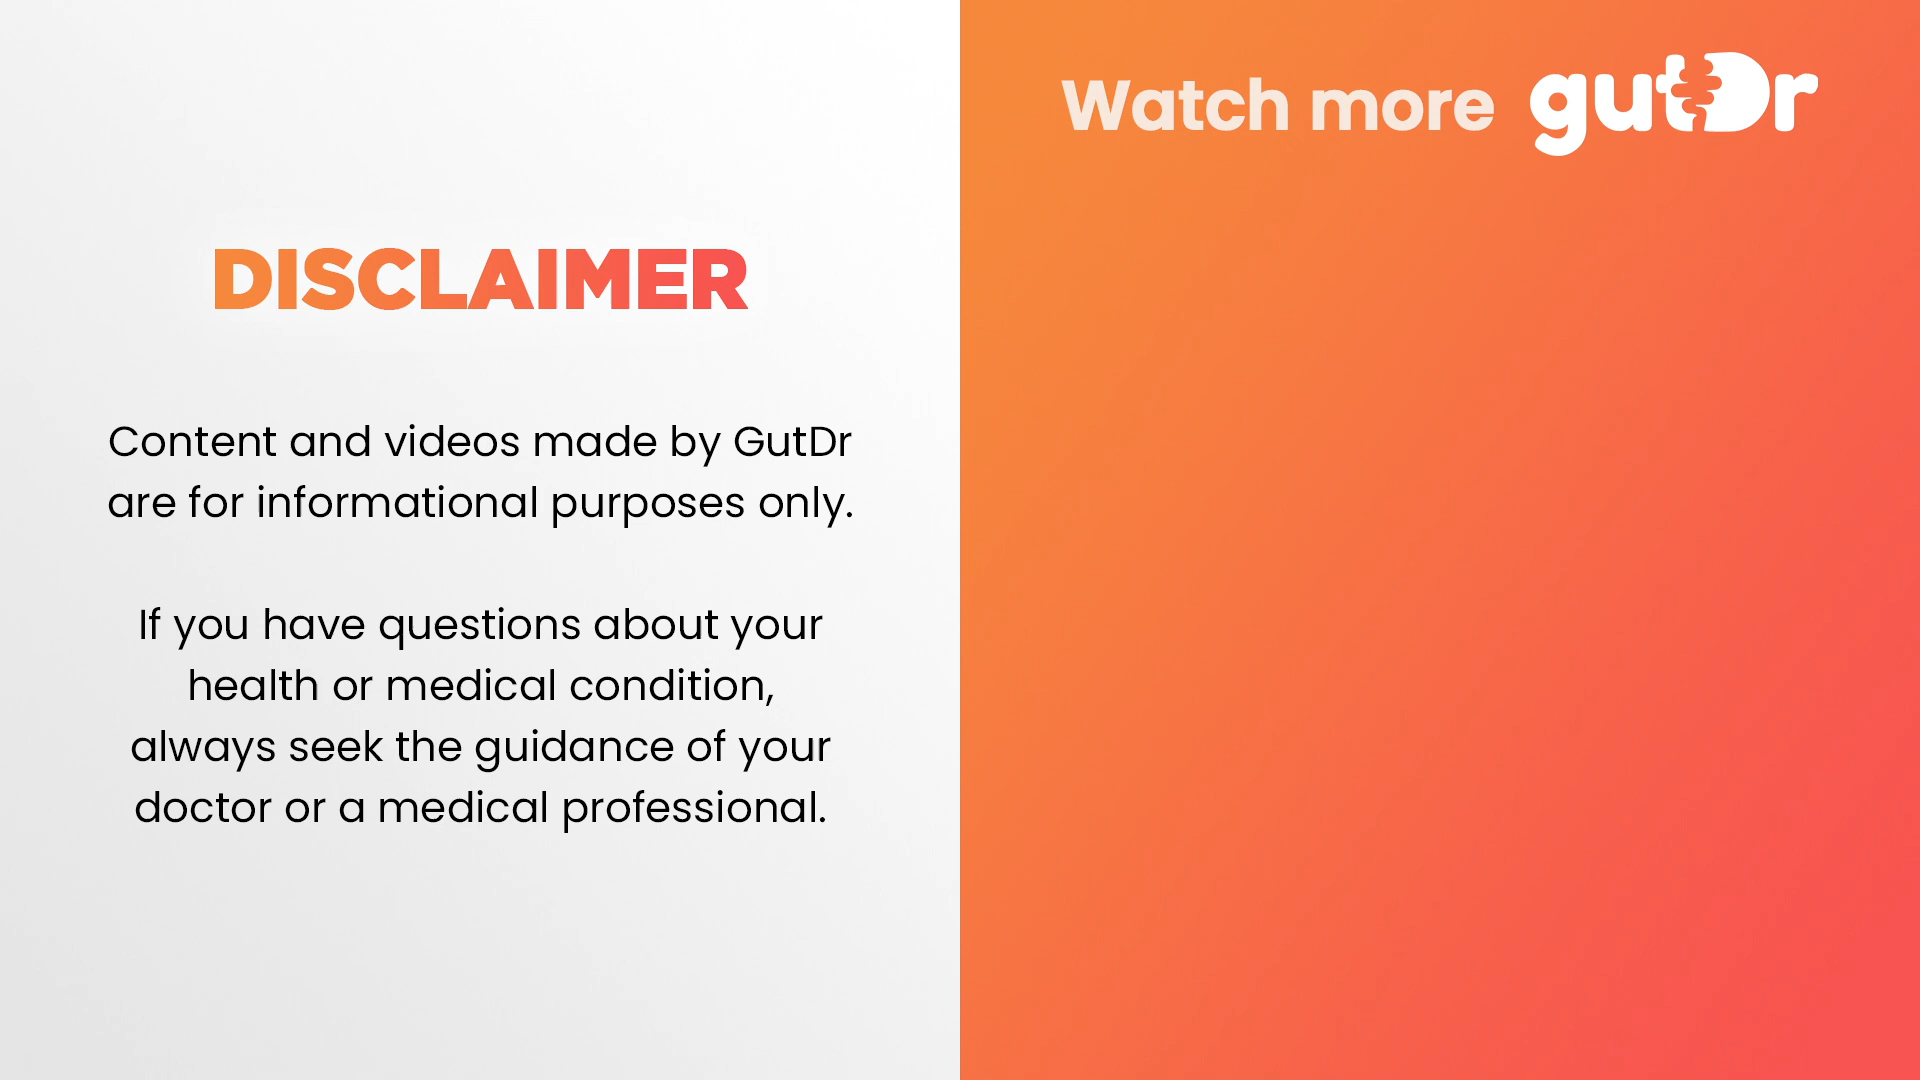 DISCLAIMER
Content and videos made by GutDr
are for informational purposes only.
If you have questions about your
health or medical condition,
always seek the guidance of your
doctor or a medical professional.
Watch more gutDr